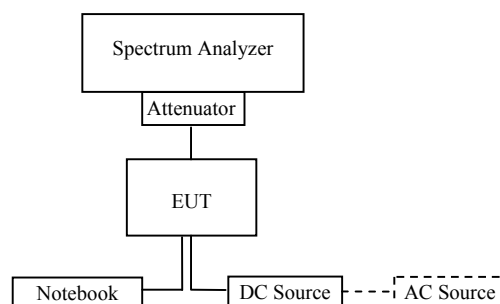 Spectrum Analyzer
Attenuator
EUT
Notebook
DC Source
AC Source